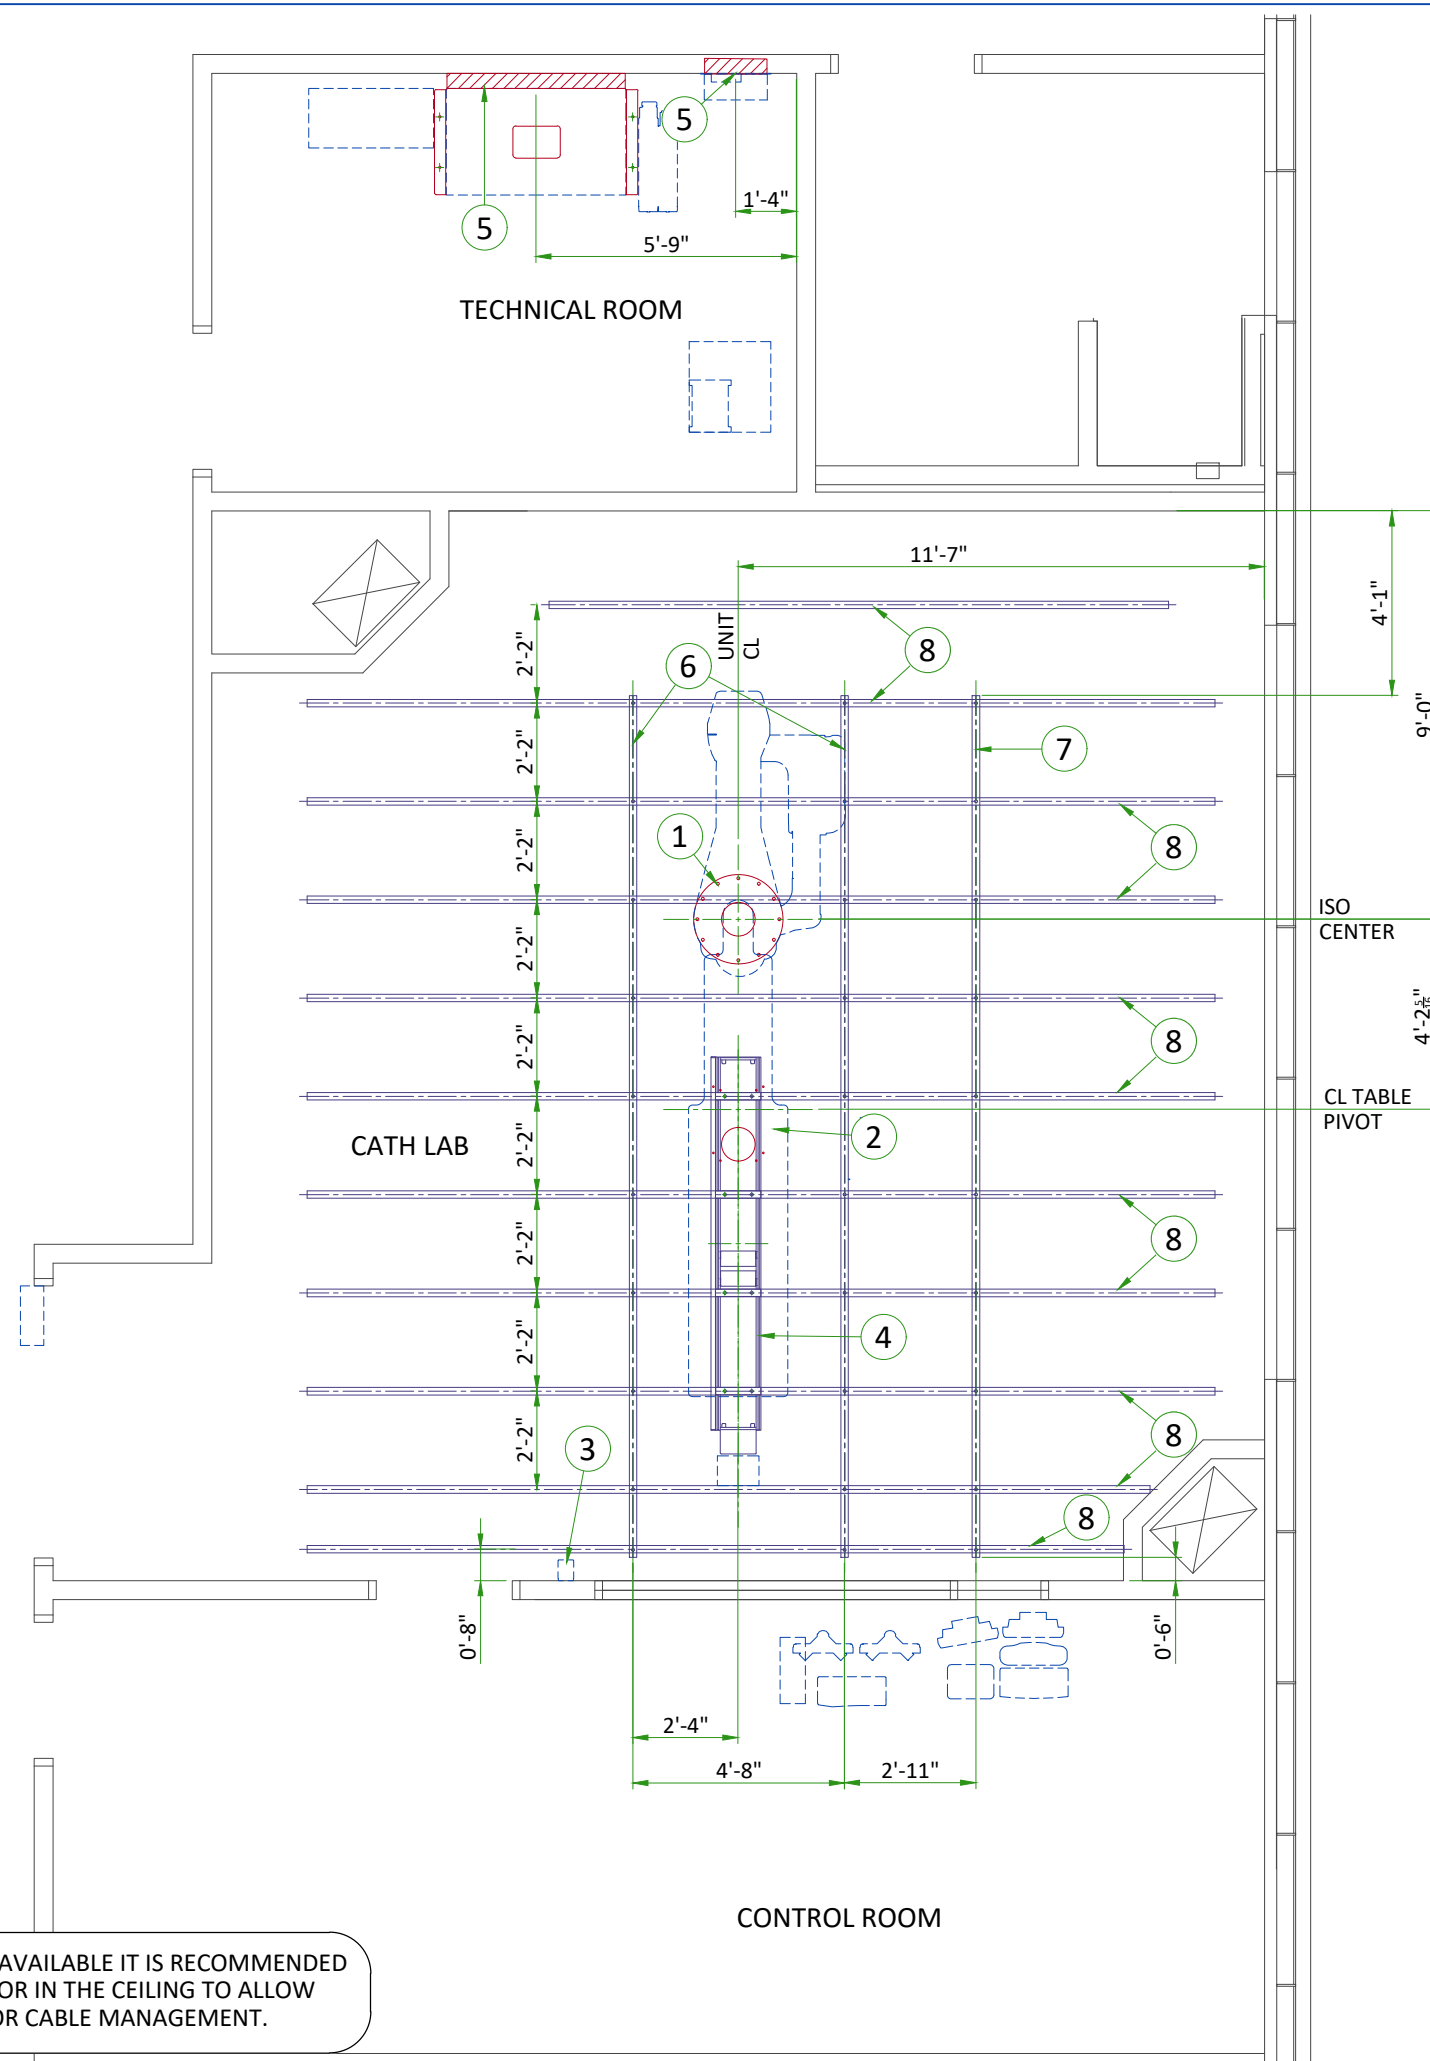 5
5
1'-4"
5'-9"
TECHNICAL ROOM
11'-7"
4'-1"
UNIT
CL
2'-2"
6
8
9'-0"
2'-2"
7
2'-2"
1
8
ISO
CENTER
2'-2"
4'-2 5/16"
2'-2"
8
CL TABLE
PIVOT
CATH LAB
2'-2"
2
2'-2"
8
2'-2"
4
2'-2"
3
8
8
0'-8"
0'-6"
2'-4"
4'-8"
2'-11"
CONTROL ROOM
AVAILABLE IT IS RECOMMENDED
OR IN THE CEILING TO ALLOW
OR CABLE MANAGEMENT.